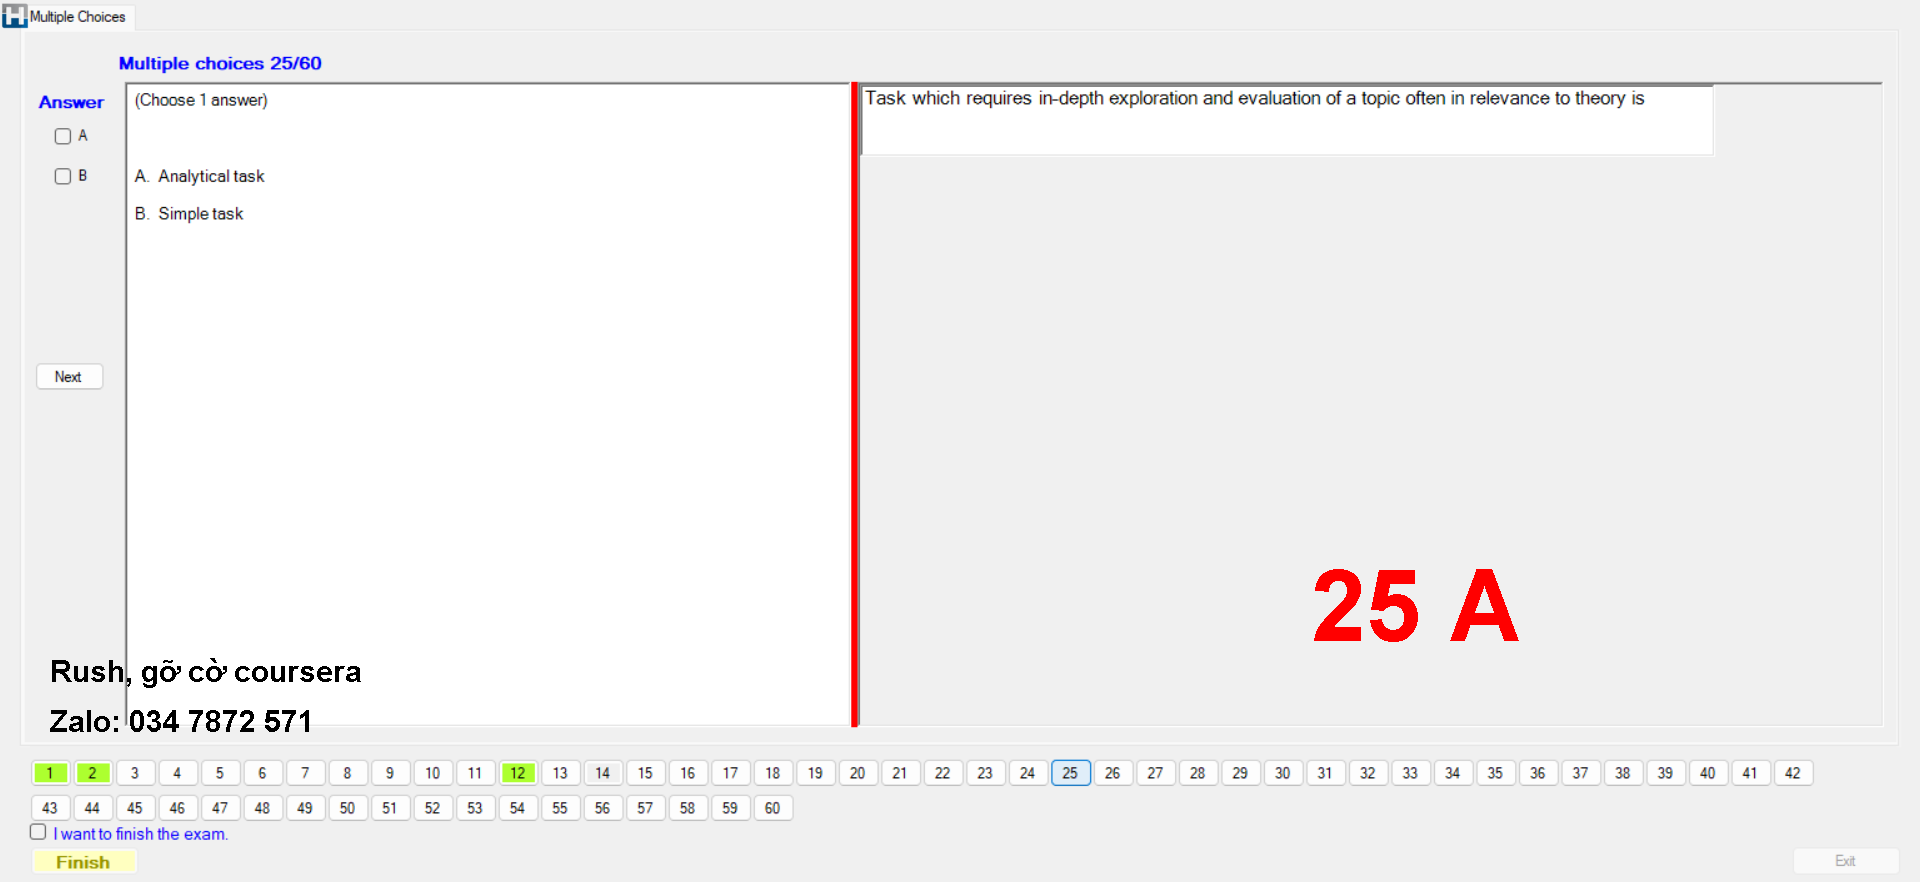 Multiple Choices
Multiple choices 25/60
Answer
A
B
Next
(Choose 1 answer)
A. Analytical task
B. Simple task
Task which requires in-depth exploration and evaluation of a topic often in relevance to theory is
25 A
Rush, gỡ cờ coursera
Zalo: 034 7872 571
1 2 3 4 5 6 7 8 9 10 11 12 13 14 15 16 17 18 19 20 21 22 23 24 25 26 27 28 29 30 31 32 33 34 35 36 37 38 39 40 41 42
43 44 45 46 47 48 49 50 51 52 53 54 55 56 57 58 59 60
I want to finish the exam.
Finish
Exit